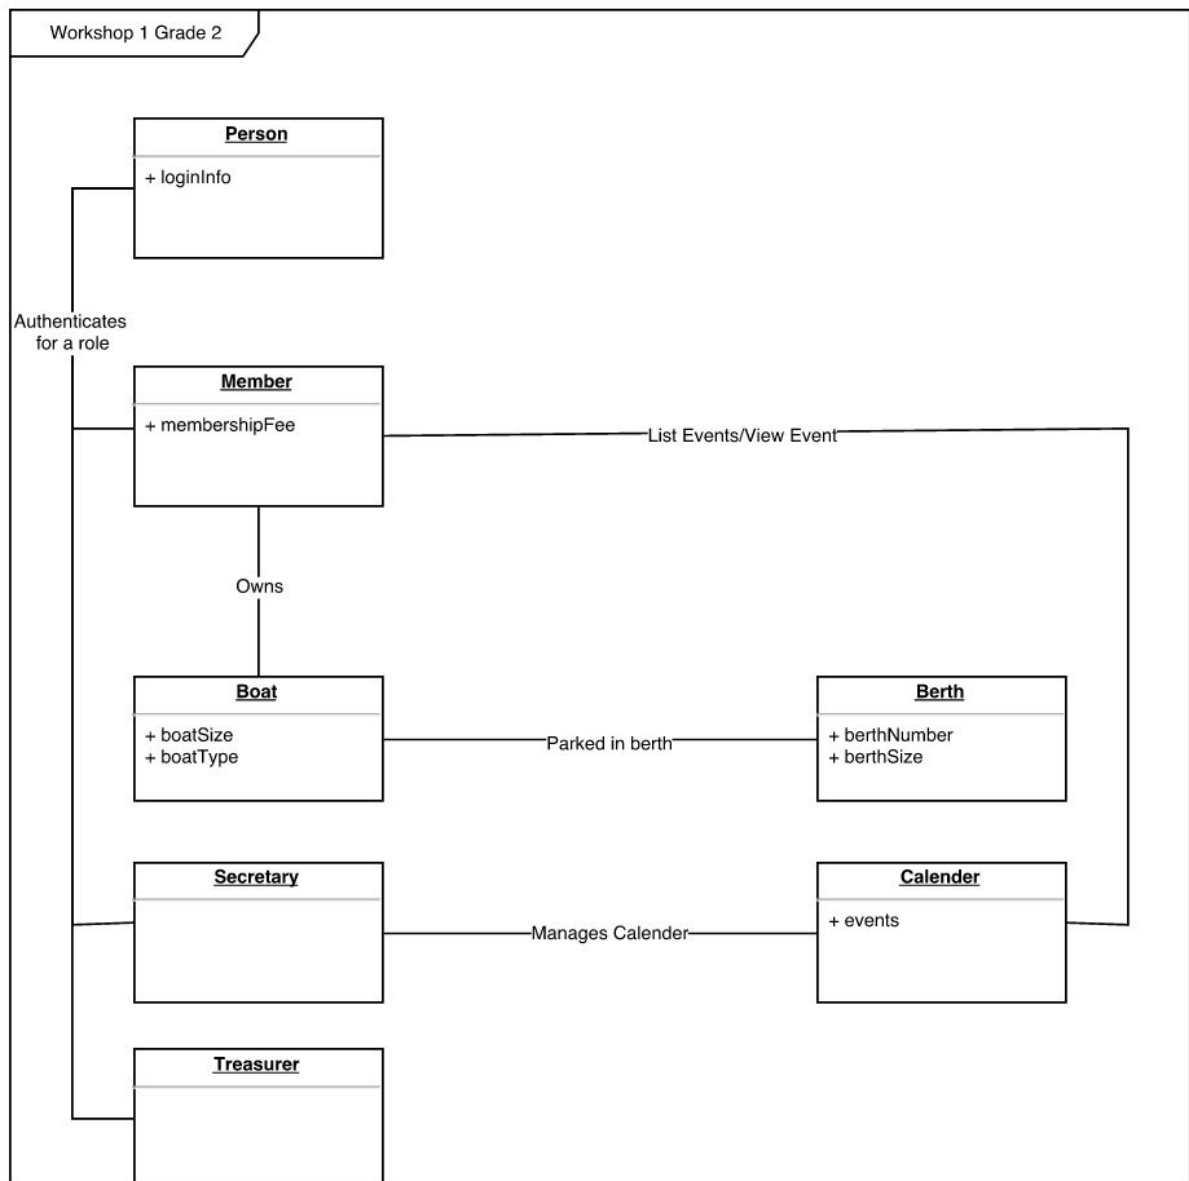 Workshop 1 Grade 2
Person
+ loginInfo
Authenticates
for a role
Member
+ membershipFee
List Events/View Event
Owns
Boat
+ boatSize
+ boatType
Parked in berth
Berth
+ berthNumber
+ berthSize
Secretary
Manages Calender
Calender
+ events
Treasurer